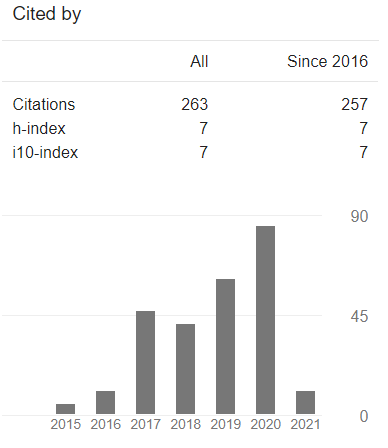 Cited by
All Since 2016
Citations 263 257
h-index 7 7
i10-index 7 7
90
45
0
2015 2016 2017 2018 2019 2020 2021